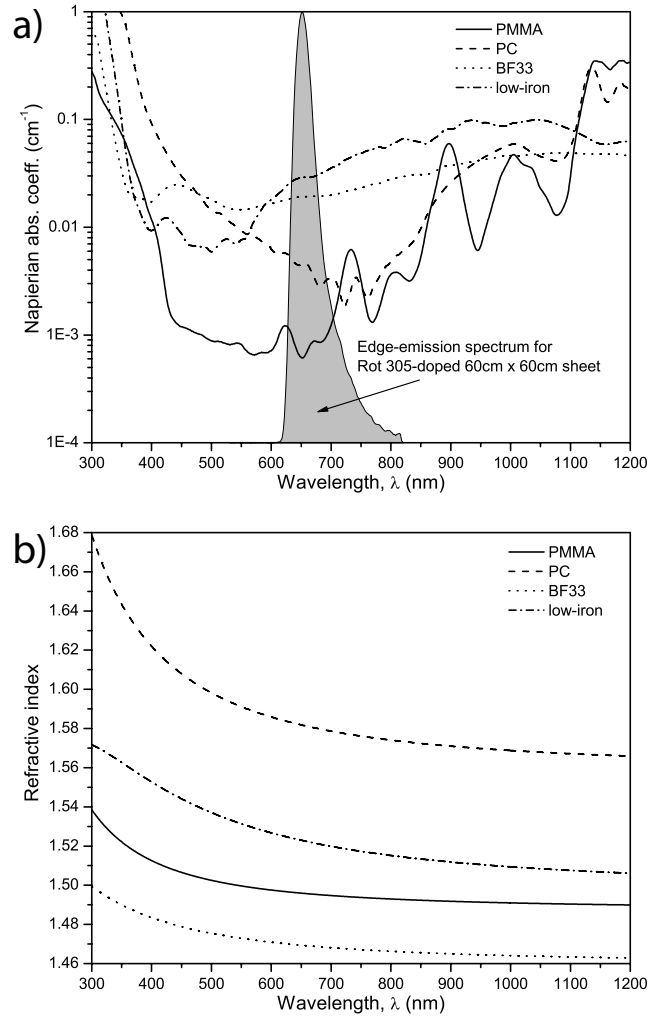 a)
1
0.1
0.01
1E-3
1E-4
Napierian abs. coeff. (cm⁻¹)
PMMA
PC
BF33
low-iron
Edge-emission spectrum for
Rot 305-doped 60cm x 60cm sheet
300 400 500 600 700 800 900 1000 1100 1200
Wavelength, λ (nm)
b)
1.68
1.66
1.64
1.62
1.60
1.58
1.56
1.54
1.52
1.50
1.48
1.46
Refractive index
PMMA
PC
BF33
low-iron
300 400 500 600 700 800 900 1000 1100 1200
Wavelength, λ (nm)